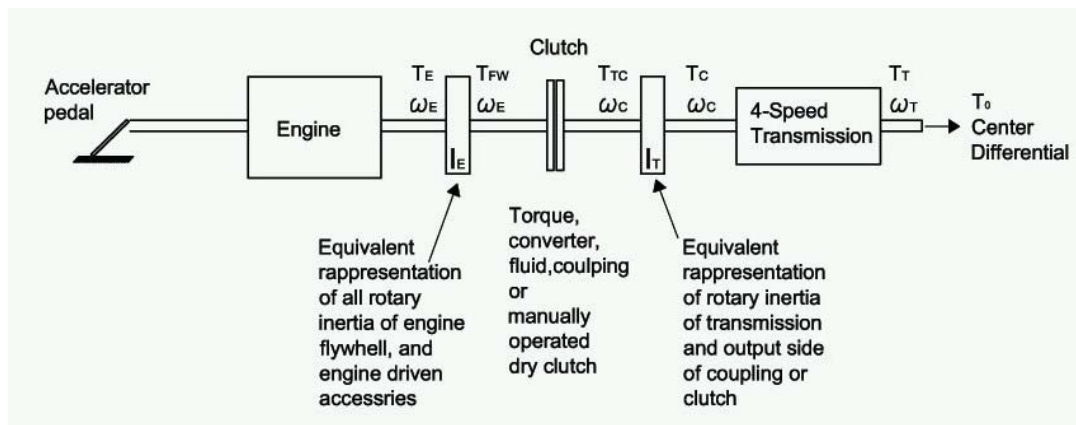 Accelerator
pedal
Engine
TE
ωE
IE
TFW
ωE
Clutch
TTC
ωC
IT
TC
ωC
4-Speed
Transmission
TT
ωT
T0
Center
Differential
Equivalent
rappresentation
of all rotary
inertia of engine
flywhell, and
engine driven
accessries
Torque,
converter,
fluid,coulping
or
manually
operated
dry clutch
Equivalent
rappresentation
of rotary inertia
of transmission
and output side
of coupling or
clutch